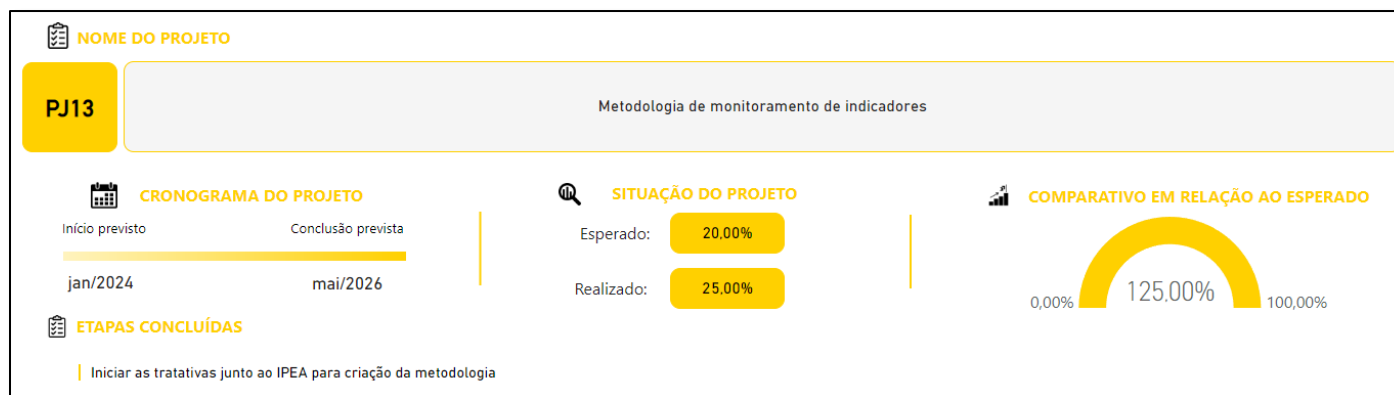 NOME DO PROJETO
PJ13
Metodologia de monitoramento de indicadores
CRONOGRAMA DO PROJETO
Início previsto
Conclusão prevista
jan/2024
mai/2026
SITUAÇÃO DO PROJETO
Esperado:
20,00%
Realizado:
25,00%
COMPARATIVO EM RELAÇÃO AO ESPERADO
0,00%
125,00%
100,00%
ETAPAS CONCLUÍDAS
Iniciar as tratativas junto ao IPEA para criação da metodologia